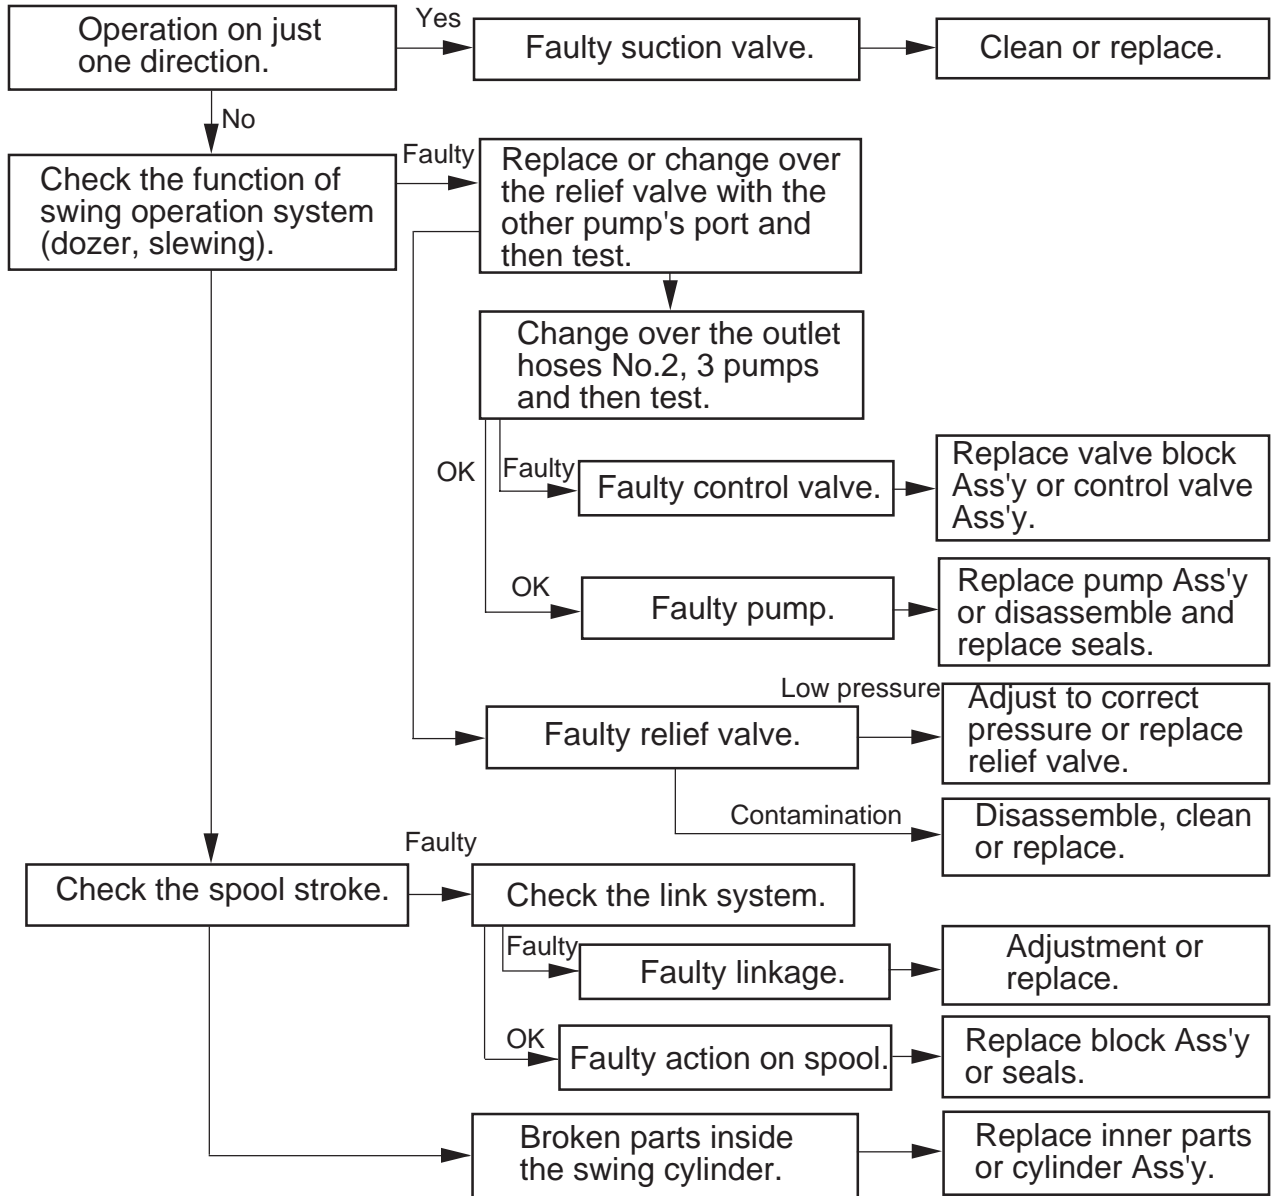 Operation on just
one direction.
Yes
Faulty suction valve.
Clean or replace.
No
Check the function of
swing operation system
(dozer, slewing).
Faulty
Replace or change over
the relief valve with the
other pump's port and
then test.
Change over the outlet
hoses No.2, 3 pumps
and then test.
OK
Faulty
Faulty control valve.
Replace valve block
Ass'y or control valve
Ass'y.
OK
Faulty pump.
Replace pump Ass'y
or disassemble and
replace seals.
Faulty relief valve.
Low pressure
Adjust to correct
pressure or replace
relief valve.
Contamination
Disassemble, clean
or replace.
Check the spool stroke.
Faulty
Check the link system.
Faulty
Faulty linkage.
Adjustment or
replace.
OK
Faulty action on spool.
Replace block Ass'y
or seals.
Broken parts inside
the swing cylinder.
Replace inner parts
or cylinder Ass'y.